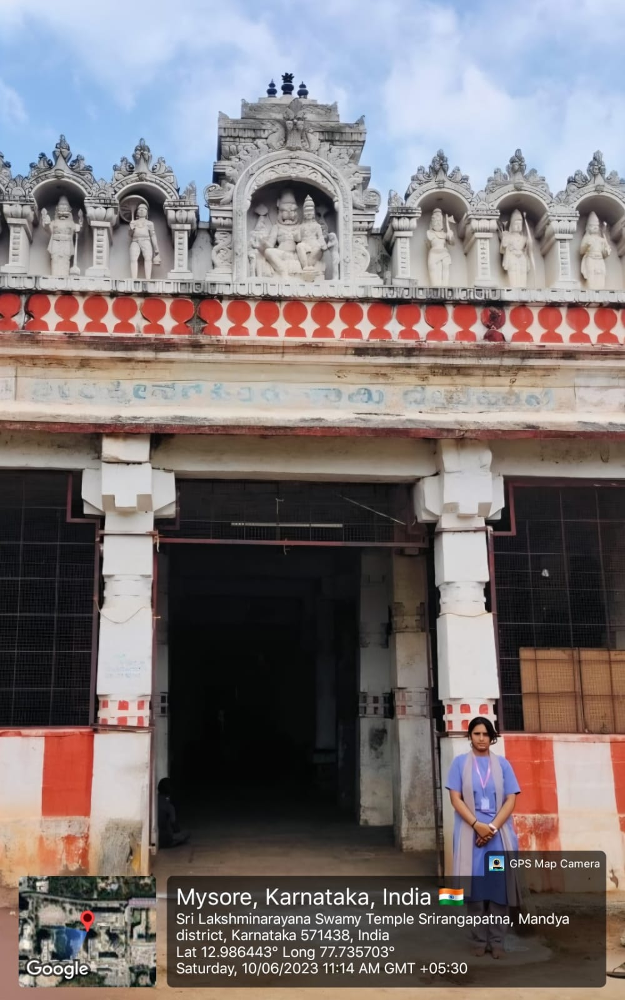 GPS Map Camera
Mysore, Karnataka, India
Sri Lakshminarayana Swamy Temple Srirangapatna, Mandya
district, Karnataka 571438, India
Lat 12.986443° Long 77.735703°
Saturday, 10/06/2023 11:14 AM GMT +05:30
Google